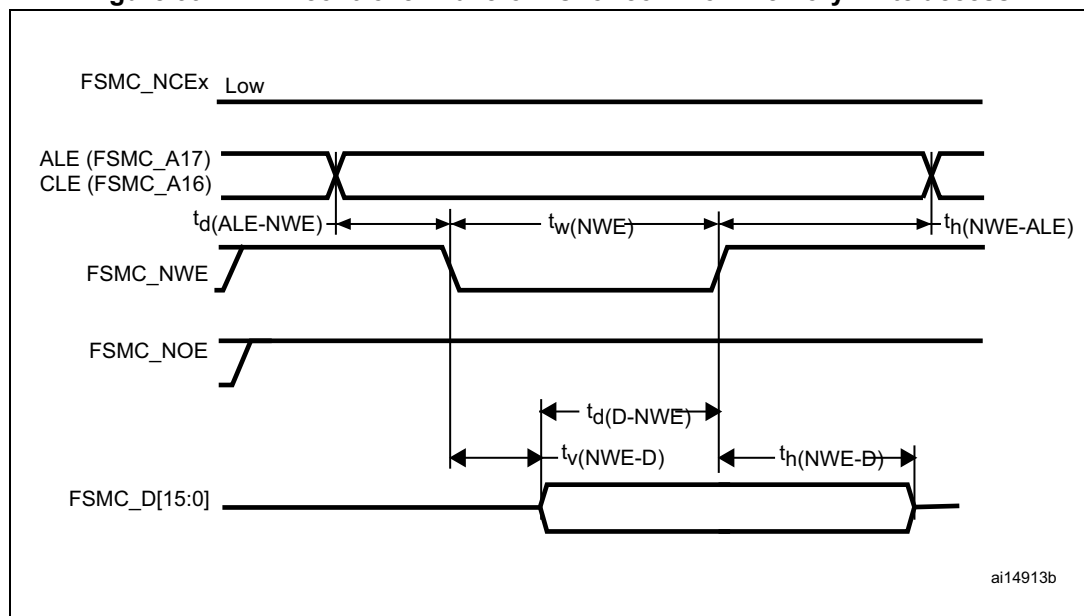 FSMC_NCEx Low
ALE (FSMC_A17)
CLE (FSMC_A16)
td(ALE-NWE) tw(NWE) th(NWE-ALE)
FSMC_NWE
FSMC_NOE
td(D-NWE)
tv(NWE-D) th(NWE-D)
FSMC_D[15:0]
ai14913b